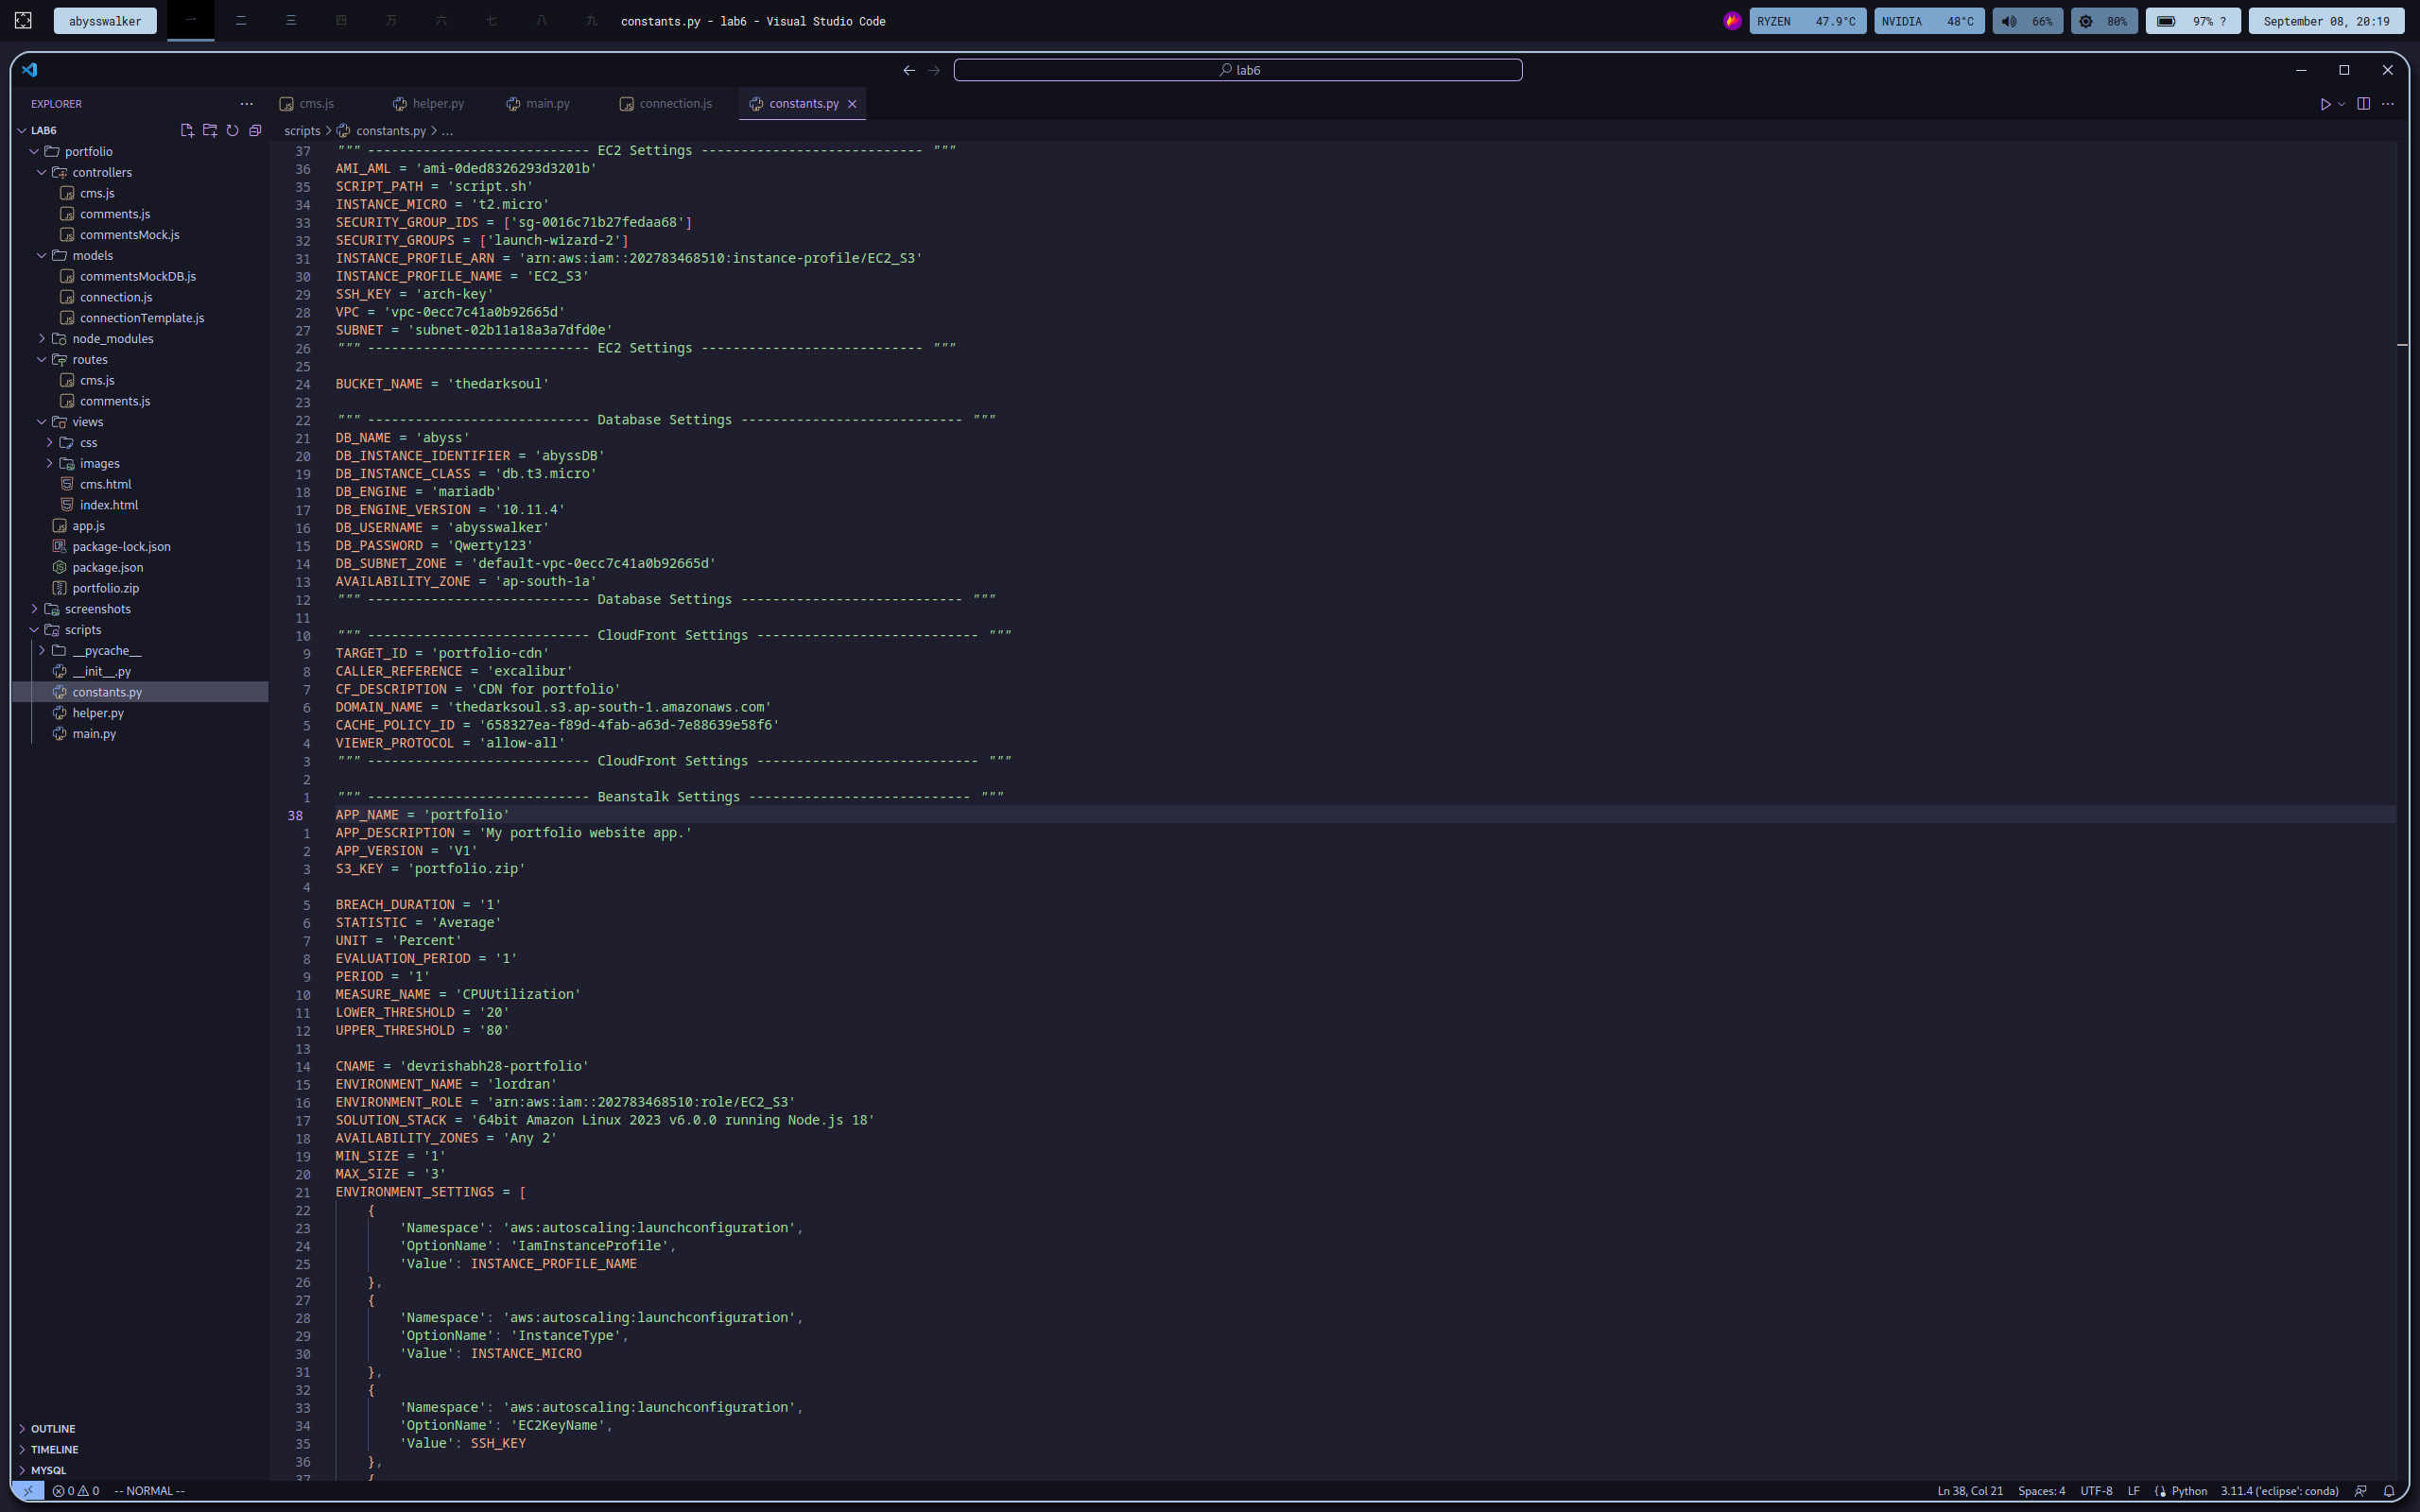 abysswalker 一 二 三 四 万 六 七 八 九 constants.py - lab6 - Visual Studio Code RYZEN 47.9°C NVIDIA 48°C 66% 80% 97% ? September 08, 20:19
lab6
EXPLORER ··· cms.js helper.py main.py connection.js constants.py
LAB6
portfolio
controllers
cms.js
comments.js
commentsMock.js
models
commentsMockDB.js
connection.js
connectionTemplate.js
node_modules
routes
cms.js
comments.js
views
css
images
cms.html
index.html
app.js
package-lock.json
package.json
portfolio.zip
screenshots
scripts
__pycache__
__init__.py
constants.py
helper.py
main.py
OUTLINE
TIMELINE
MYSQL
scripts > constants.py > ...
37 """ ---------------------------- EC2 Settings ---------------------------- """
36 AMI_AML = 'ami-0ded8326293d3201b'
35 SCRIPT_PATH = 'script.sh'
34 INSTANCE_MICRO = 't2.micro'
33 SECURITY_GROUP_IDS = ['sg-0016c71b27fedaa68']
32 SECURITY_GROUPS = ['launch-wizard-2']
31 INSTANCE_PROFILE_ARN = 'arn:aws:iam::202783468510:instance-profile/EC2_S3'
30 INSTANCE_PROFILE_NAME = 'EC2_S3'
29 SSH_KEY = 'arch-key'
28 VPC = 'vpc-0ecc7c41a0b92665d'
27 SUBNET = 'subnet-02b11a18a3a7dfd0e'
26 """ ---------------------------- EC2 Settings ---------------------------- """
25
24 BUCKET_NAME = 'thedarksoul'
23
22 """ ---------------------------- Database Settings ---------------------------- """
21 DB_NAME = 'abyss'
20 DB_INSTANCE_IDENTIFIER = 'abyssDB'
19 DB_INSTANCE_CLASS = 'db.t3.micro'
18 DB_ENGINE = 'mariadb'
17 DB_ENGINE_VERSION = '10.11.4'
16 DB_USERNAME = 'abysswalker'
15 DB_PASSWORD = 'Qwerty123'
14 DB_SUBNET_ZONE = 'default-vpc-0ecc7c41a0b92665d'
13 AVAILABILITY_ZONE = 'ap-south-1a'
12 """ ---------------------------- Database Settings ---------------------------- """
11
10 """ ---------------------------- CloudFront Settings ---------------------------- """
9 TARGET_ID = 'portfolio-cdn'
8 CALLER_REFERENCE = 'excalibur'
7 CF_DESCRIPTION = 'CDN for portfolio'
6 DOMAIN_NAME = 'thedarksoul.s3.ap-south-1.amazonaws.com'
5 CACHE_POLICY_ID = '658327ea-f89d-4fab-a63d-7e88639e58f6'
4 VIEWER_PROTOCOL = 'allow-all'
3 """ ---------------------------- CloudFront Settings ---------------------------- """
2
1 """ ---------------------------- Beanstalk Settings ---------------------------- """
38 APP_NAME = 'portfolio'
1 APP_DESCRIPTION = 'My portfolio website app.'
2 APP_VERSION = 'V1'
3 S3_KEY = 'portfolio.zip'
4
5 BREACH_DURATION = '1'
6 STATISTIC = 'Average'
7 UNIT = 'Percent'
8 EVALUATION_PERIOD = '1'
9 PERIOD = '1'
10 MEASURE_NAME = 'CPUUtilization'
11 LOWER_THRESHOLD = '20'
12 UPPER_THRESHOLD = '80'
13
14 CNAME = 'devrishabh28-portfolio'
15 ENVIRONMENT_NAME = 'lordran'
16 ENVIRONMENT_ROLE = 'arn:aws:iam::202783468510:role/EC2_S3'
17 SOLUTION_STACK = '64bit Amazon Linux 2023 v6.0.0 running Node.js 18'
18 AVAILABILITY_ZONES = 'Any 2'
19 MIN_SIZE = '1'
20 MAX_SIZE = '3'
21 ENVIRONMENT_SETTINGS = [
22 {
23 'Namespace': 'aws:autoscaling:launchconfiguration',
24 'OptionName': 'IamInstanceProfile',
25 'Value': INSTANCE_PROFILE_NAME
26 },
27 {
28 'Namespace': 'aws:autoscaling:launchconfiguration',
29 'OptionName': 'InstanceType',
30 'Value': INSTANCE_MICRO
31 },
32 {
33 'Namespace': 'aws:autoscaling:launchconfiguration',
34 'OptionName': 'EC2KeyName',
35 'Value': SSH_KEY
36 },
37 {
0 0 -- NORMAL -- Ln 38, Col 21 Spaces: 4 UTF-8 LF Python 3.11.4 ('eclipse': conda)